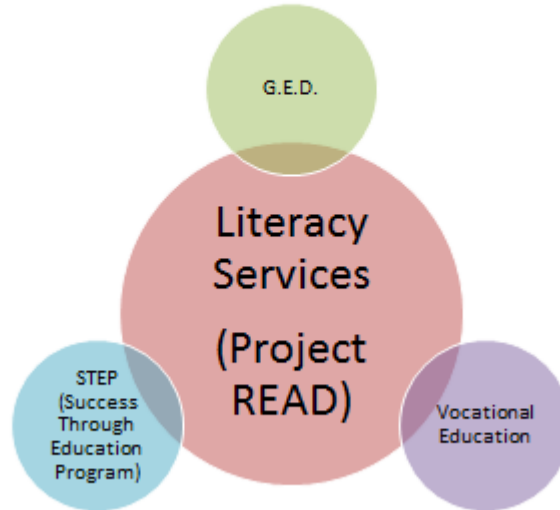 G.E.D.
Literacy
Services
(Project
READ)
STEP
(Success
Through
Education
Program)
Vocational
Education